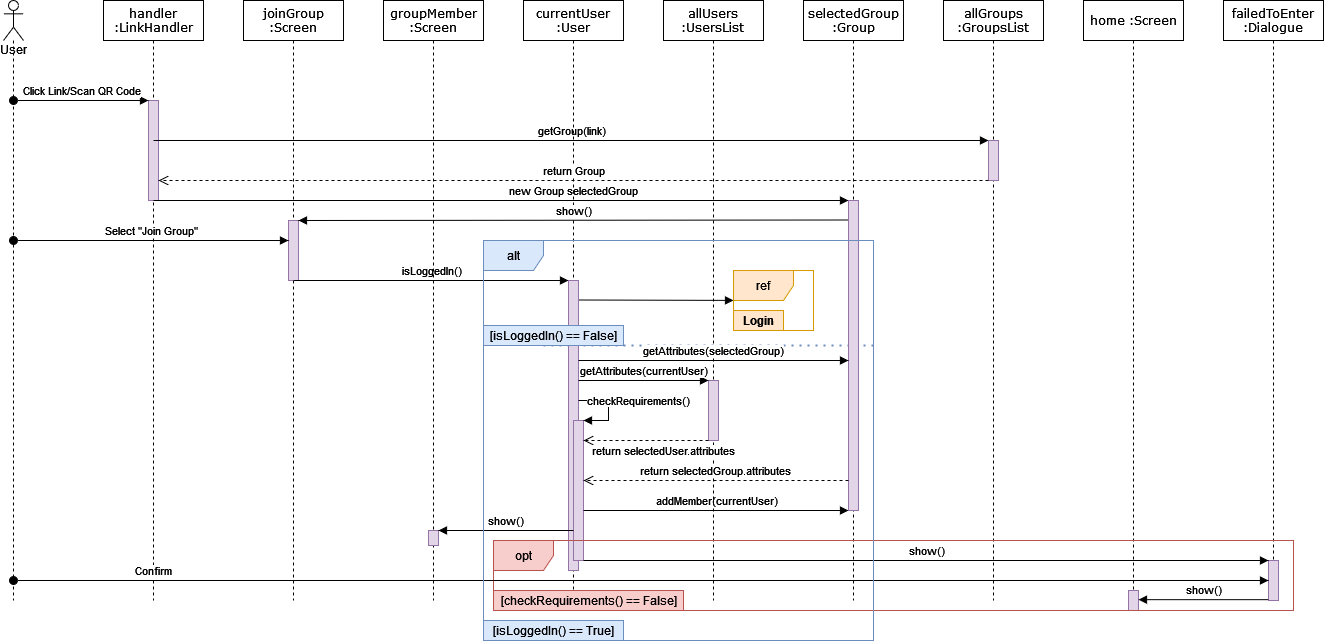 handler
:LinkHandler
joinGroup
:Screen
groupMember
:Screen
currentUser
:User
allUsers
:UsersList
selectedGroup
:Group
allGroups
:GroupsList
home :Screen
failedToEnter
:Dialogue
User
Click Link/Scan QR Code
getGroup(link)
return Group
new Group selectedGroup
show()
Select "Join Group"
alt
isLoggedIn()
ref
Login
[isLoggedIn() == False]
getAttributes(selectedGroup)
getAttributes(currentUser)
checkRequirements()
return selectedUser.attributes
return selectedGroup.attributes
addMember(currentUser)
show()
opt
show()
Confirm
show()
[checkRequirements() == False]
[isLoggedIn() == True]